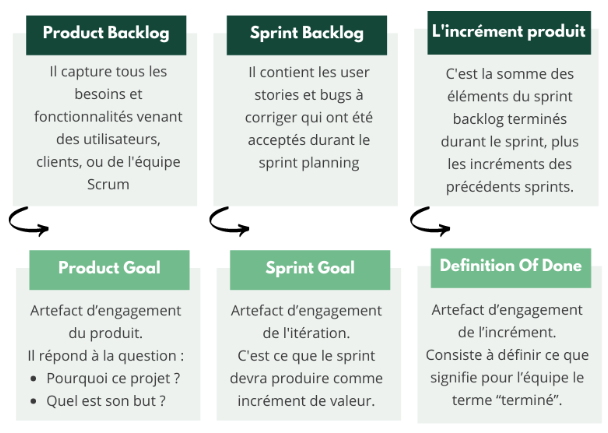 Product Backlog
Il capture tous les
besoins et
fonctionnalités venant
des utilisateurs,
clients, ou de l'équipe
Scrum
Sprint Backlog
Il contient les user
stories et bugs à
corriger qui ont été
acceptés durant le
sprint planning
L'incrément produit
C'est la somme des
éléments du sprint
backlog terminés
durant le sprint, plus
les incréments des
précédents sprints.
Product Goal
Artefact d’engagement
du produit.
Il répond à la question :
• Pourquoi ce projet ?
• Quel est son but ?
Sprint Goal
Artefact d’engagement
de l'itération.
C'est ce que le sprint
devra produire comme
incrément de valeur.
Definition Of Done
Artefact d’engagement
de l’incrément.
Consiste à définir ce que
signifie pour l’équipe le
terme “terminé”.